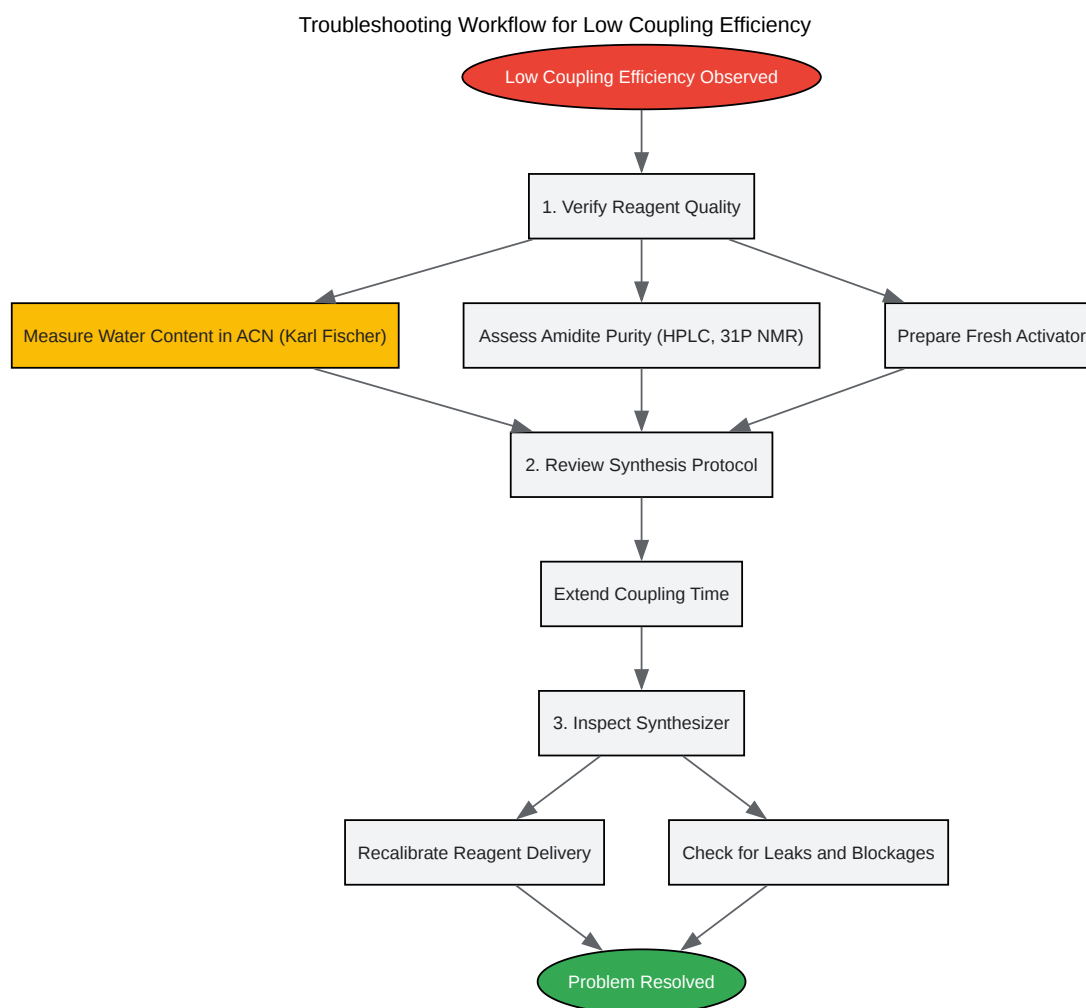 Troubleshooting Workflow for Low Coupling Efficiency
Low Coupling Efficiency Observed
1. Verify Reagent Quality
Measure Water Content in ACN (Karl Fischer)
Assess Amidite Purity (HPLC, 31P NMR)
Prepare Fresh Activator
2. Review Synthesis Protocol
Extend Coupling Time
3. Inspect Synthesizer
Recalibrate Reagent Delivery
Check for Leaks and Blockages
Problem Resolved